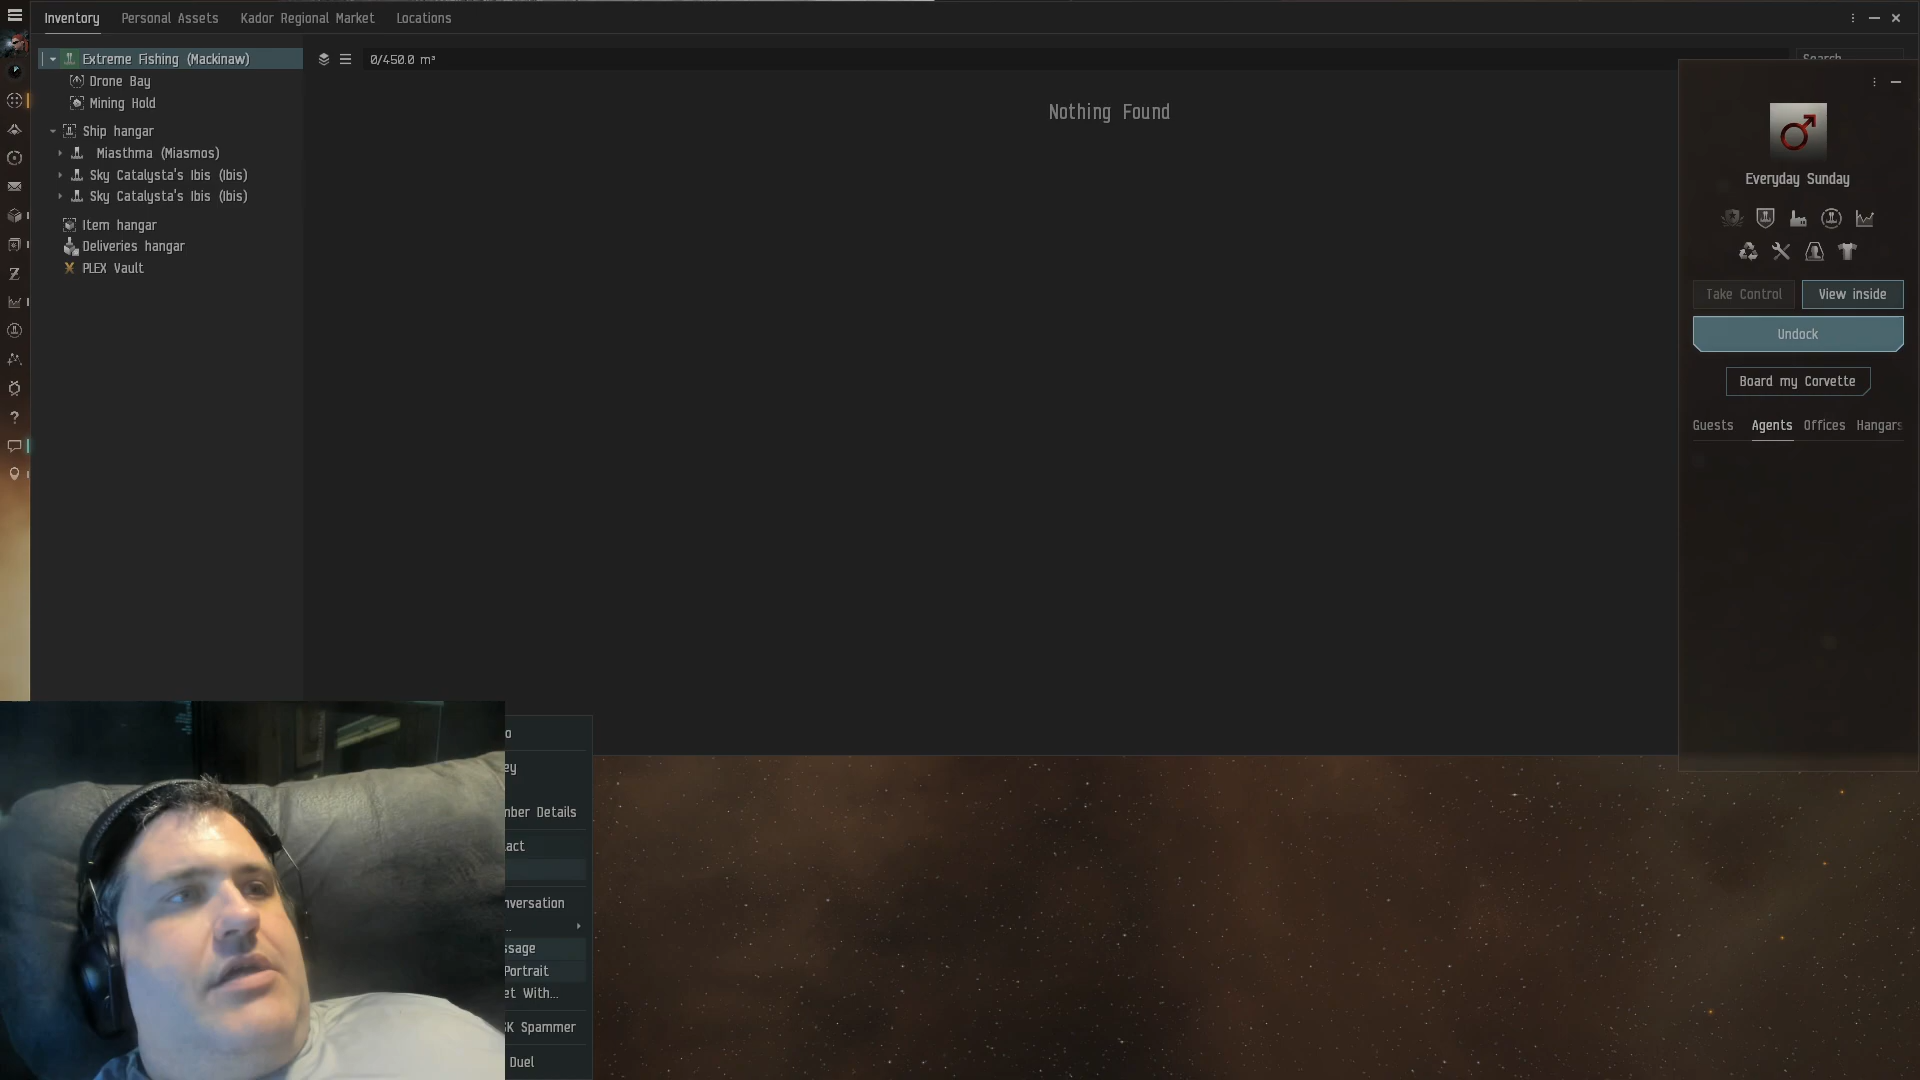 Inventory Personal Assets Kador Regional Market Locations
Extreme Fishing (Mackinaw)
Drone Bay
Mining Hold
Ship hangar
Miasthma (Miasmos)
Sky Catalysta's Ibis (Ibis)
Sky Catalysta's Ibis (Ibis)
Item hangar
Deliveries hangar
PLEX Vault
0/450.0 m³
Search
Nothing Found
Everyday Sunday
Take Control View inside
Undock
Board my Corvette
Guests Agents Offices Hangars
o
ey
mber Details
act
nversation
..
ssage
Portrait
et With...
SK Spammer
Duel